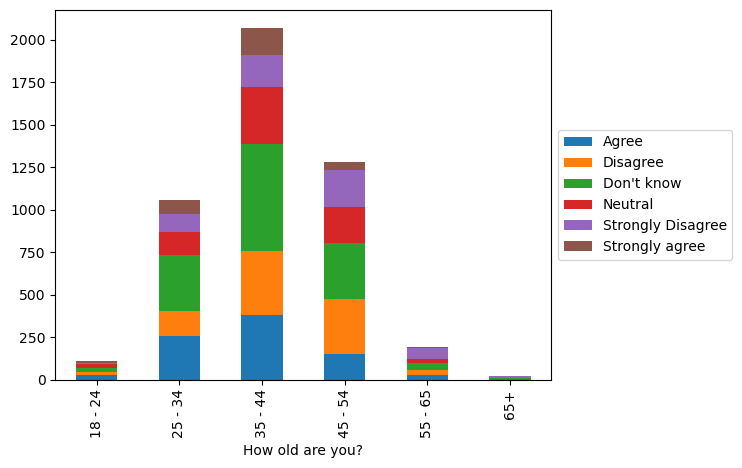 2000
1750
1500
1250
1000
750
500
250
0
18 - 24
25 - 34
35 - 44
45 - 54
55 - 65
65+
How old are you?
Agree
Disagree
Don't know
Neutral
Strongly Disagree
Strongly agree